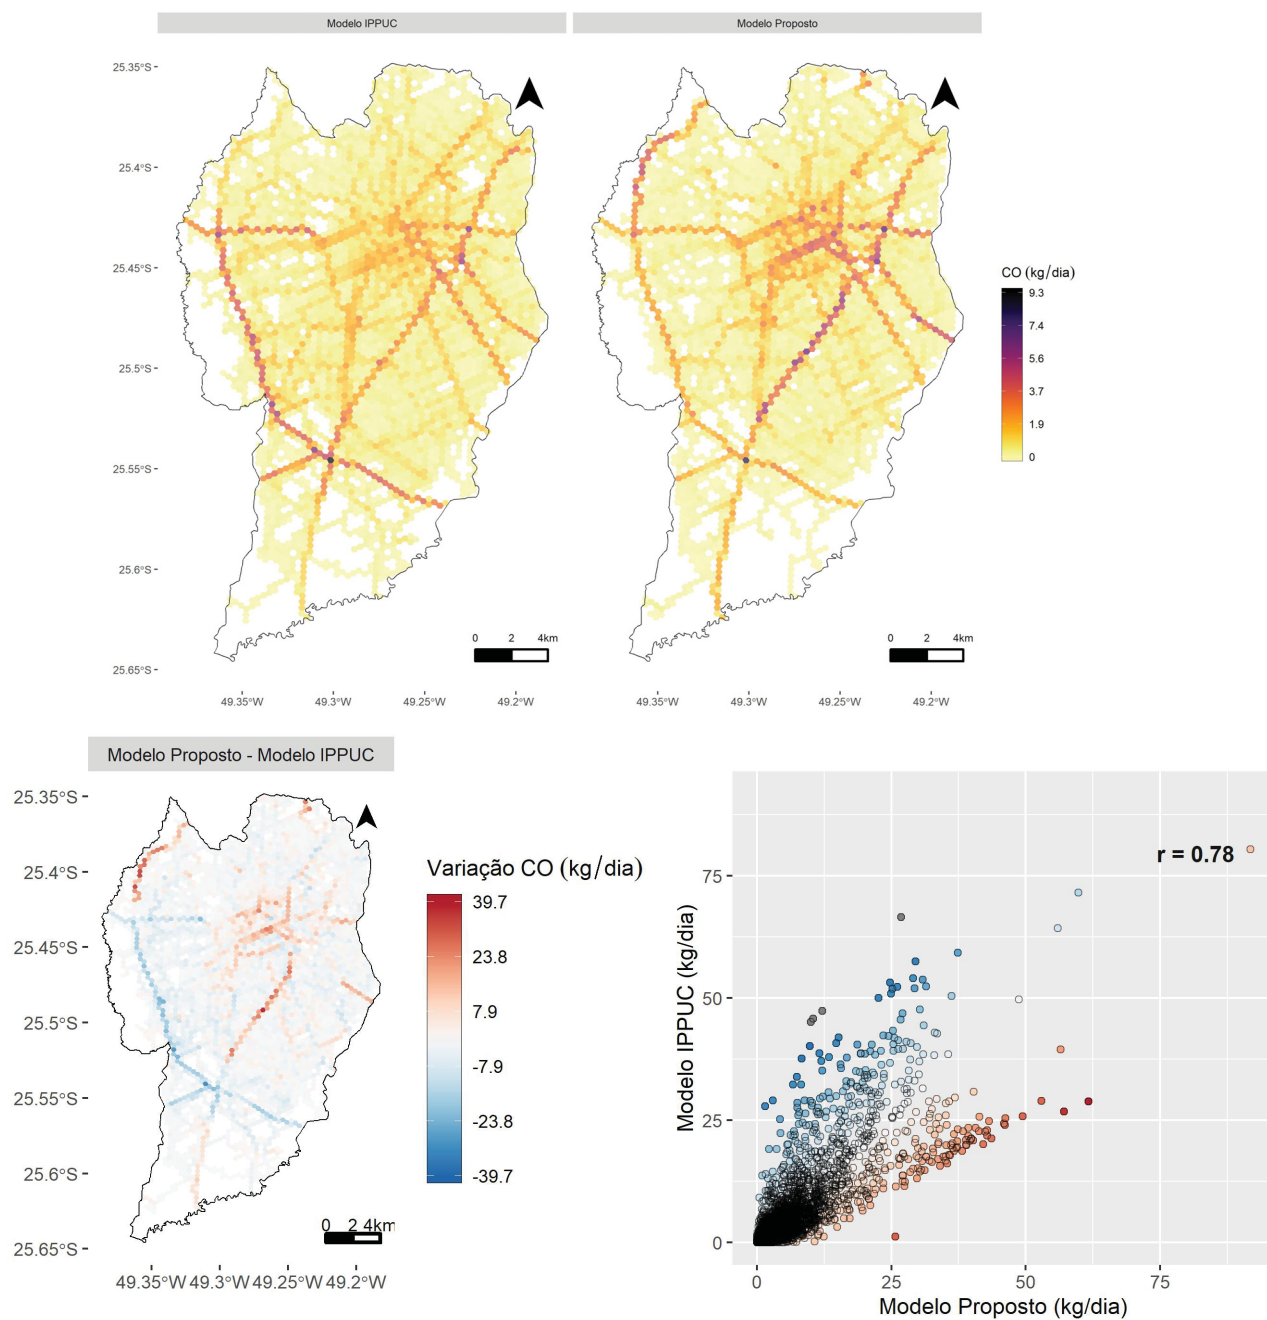 Modelo IPPUC
Modelo Proposto
25.35°S
25.4°S
25.45°S
25.5°S
25.55°S
25.6°S
25.65°S
0 2 4km
0 2 4km
49.35°W 49.3°W 49.25°W 49.2°W
49.35°W 49.3°W 49.25°W 49.2°W
CO (kg/dia)
9.3
7.4
5.6
3.7
1.9
0
Modelo Proposto - Modelo IPPUC
25.35°S
25.4°S
25.45°S
25.5°S
25.55°S
25.6°S
25.65°S
0 2 4km
49.35°W 49.3°W 49.25°W 49.2°W
Variação CO (kg/dia)
39.7
23.8
7.9
-7.9
-23.8
-39.7
r = 0.78
Modelo IPPUC (kg/dia)
75
50
25
0
0 25 50 75
Modelo Proposto (kg/dia)